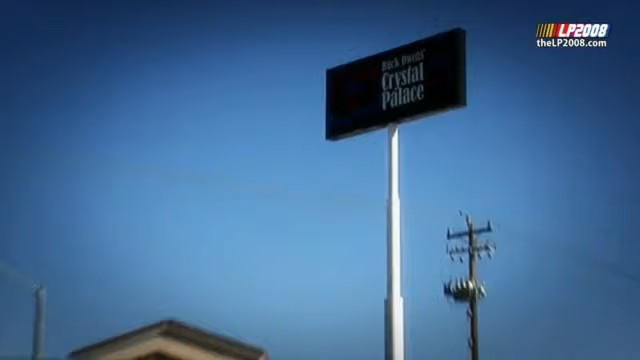 LP2008
theLP2008.com
Buck Owens'
Crystal
Palace